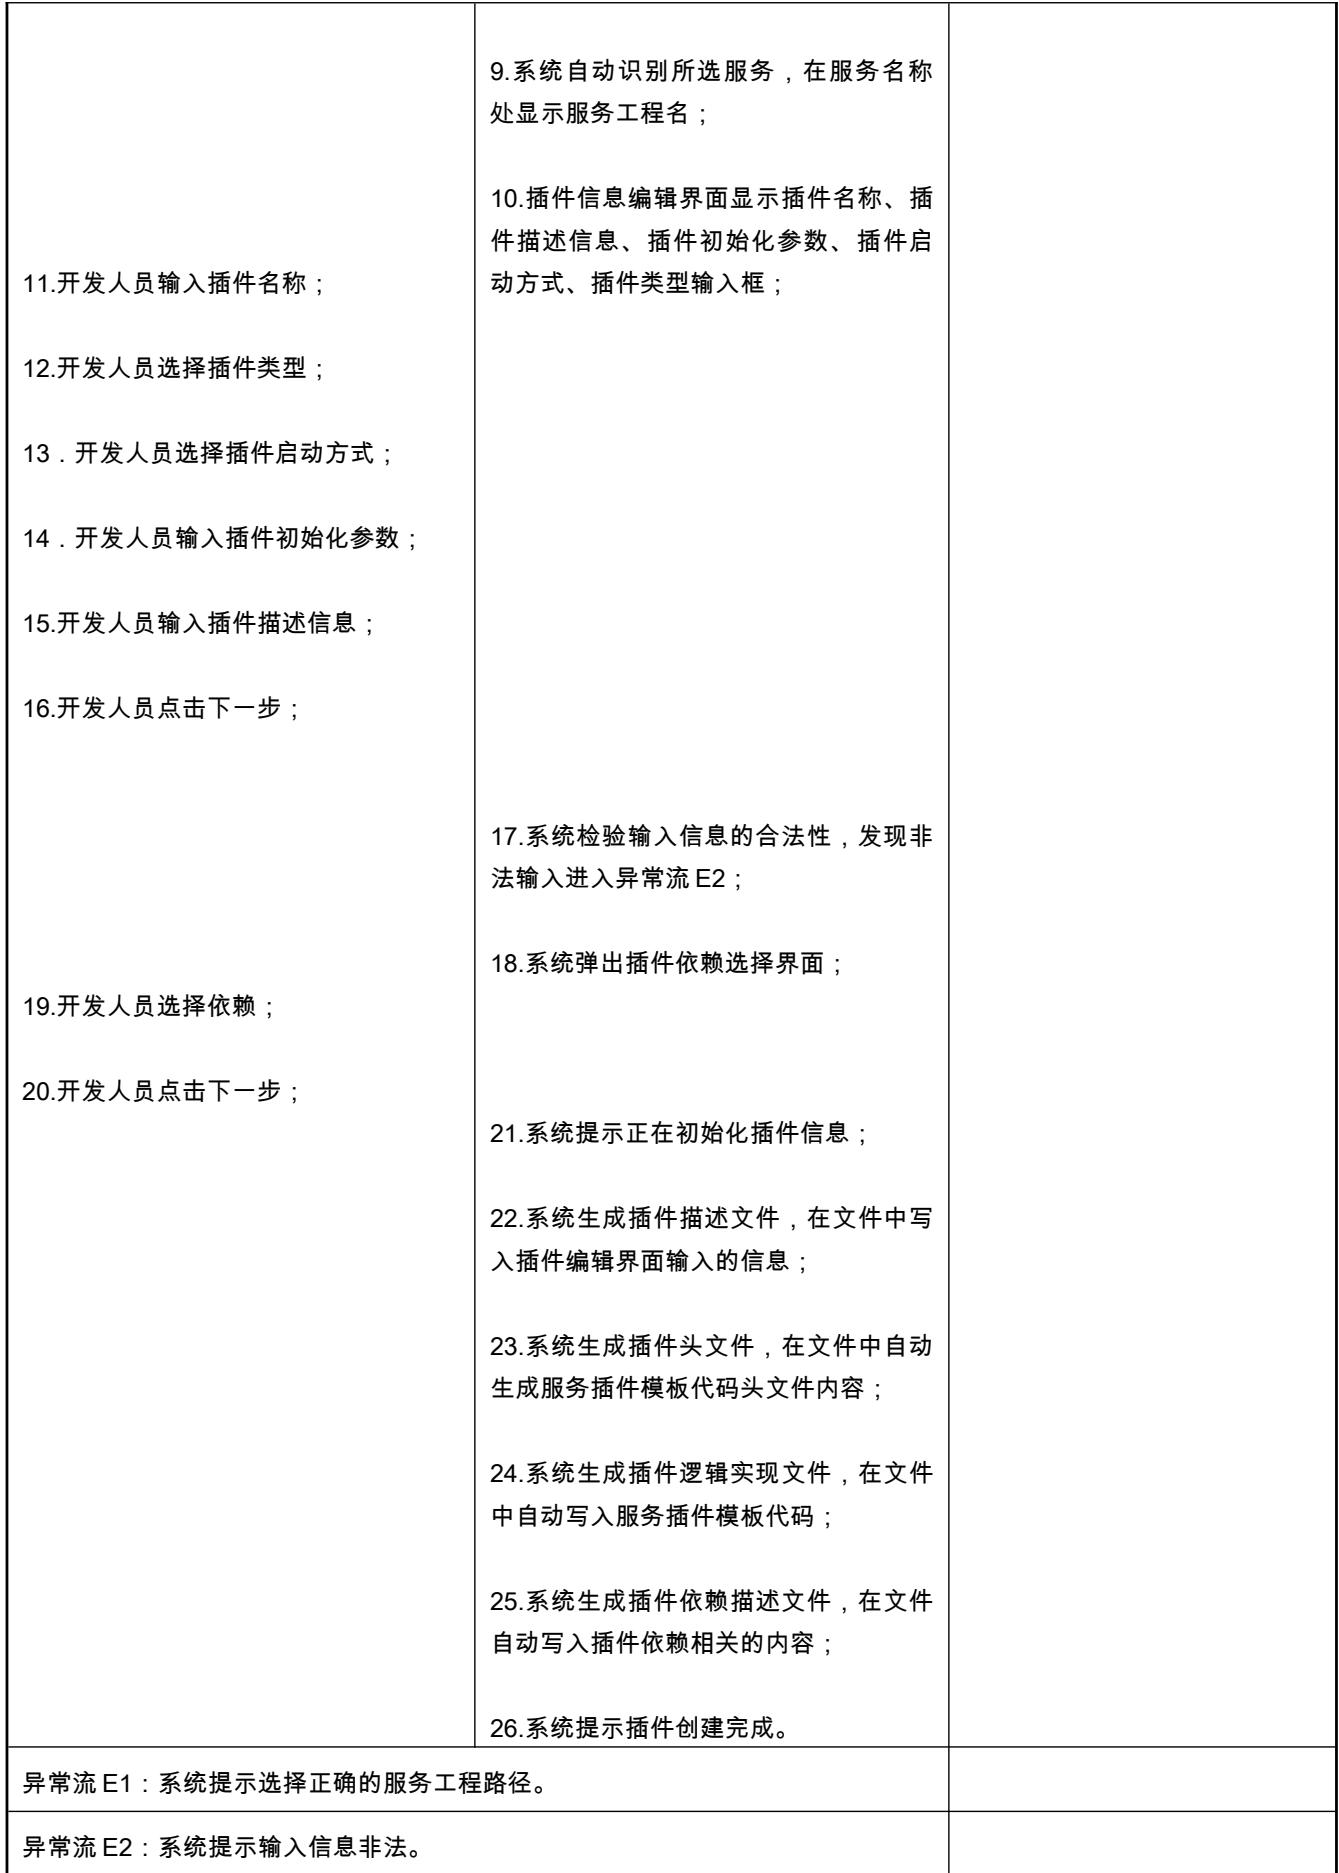 9.系统自动识别所选服务，在服务名称
处显示服务工程名；
10.插件信息编辑界面显示插件名称、插
件描述信息、插件初始化参数、插件启
动方式、插件类型输入框；
11.开发人员输入插件名称；
12.开发人员选择插件类型；
13．开发人员选择插件启动方式；
14．开发人员输入插件初始化参数；
15.开发人员输入插件描述信息；
16.开发人员点击下一步；
17.系统检验输入信息的合法性，发现非
法输入进入异常流 E2；
18.系统弹出插件依赖选择界面；
19.开发人员选择依赖；
20.开发人员点击下一步；
21.系统提示正在初始化插件信息；
22.系统生成插件描述文件，在文件中写
入插件编辑界面输入的信息；
23.系统生成插件头文件，在文件中自动
生成服务插件模板代码头文件内容；
24.系统生成插件逻辑实现文件，在文件
中自动写入服务插件模板代码；
25.系统生成插件依赖描述文件，在文件
自动写入插件依赖相关的内容；
26.系统提示插件创建完成。
异常流 E1：系统提示选择正确的服务工程路径。
异常流 E2：系统提示输入信息非法。